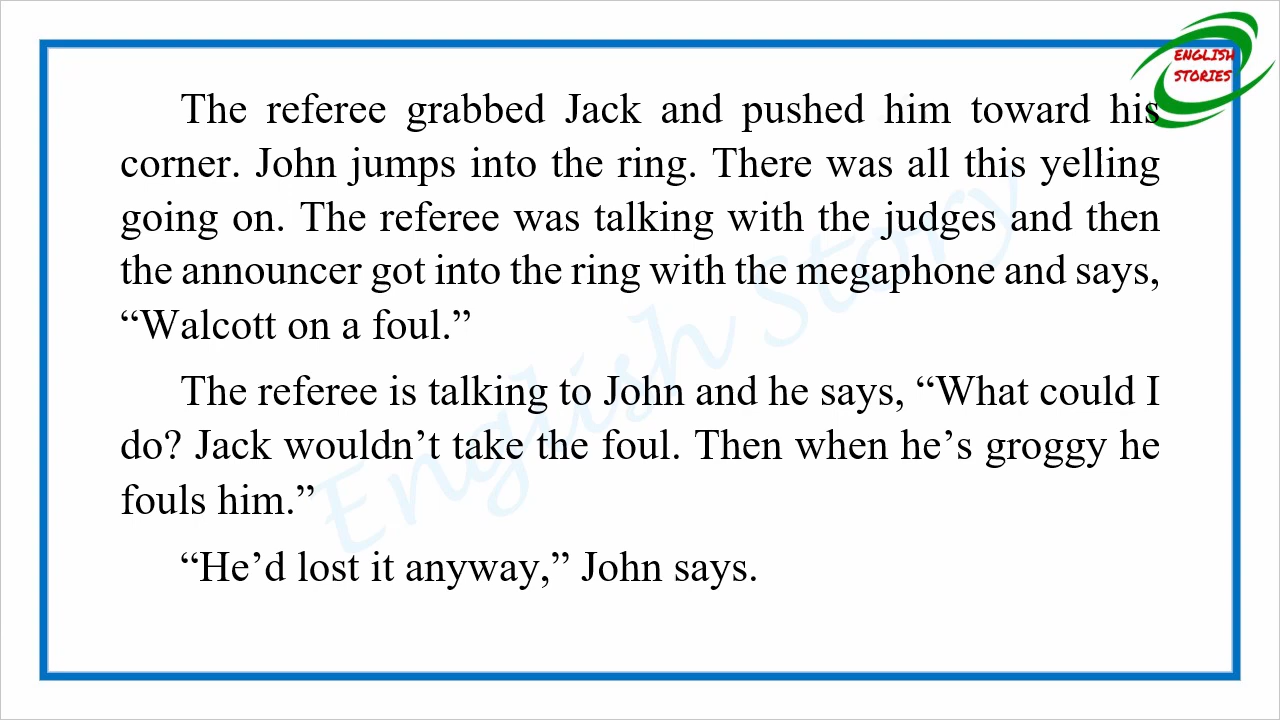 ENGLISH
STORIES
The referee grabbed Jack and pushed him toward his
corner. John jumps into the ring. There was all this yelling
going on. The referee was talking with the judges and then
the announcer got into the ring with the megaphone and says,
“Walcott on a foul.”
The referee is talking to John and he says, “What could I
do? Jack wouldn’t take the foul. Then when he’s groggy he
fouls him.”
“He’d lost it anyway,” John says.
English Story